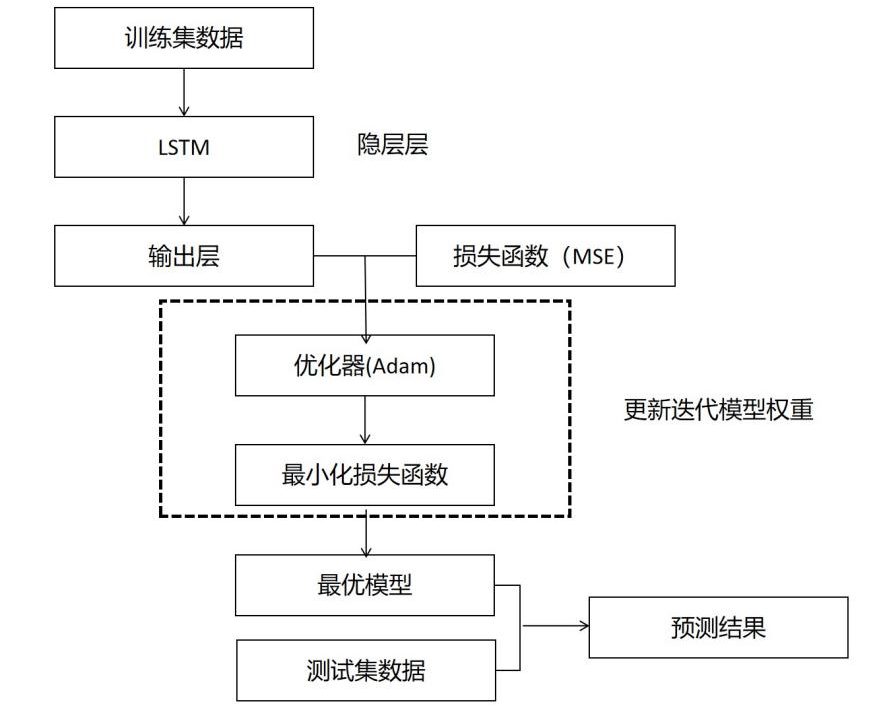 训练集数据
LSTM
隐层层
输出层
损失函数（MSE）
优化器(Adam)
更新迭代模型权重
最小化损失函数
最优模型
预测结果
测试集数据